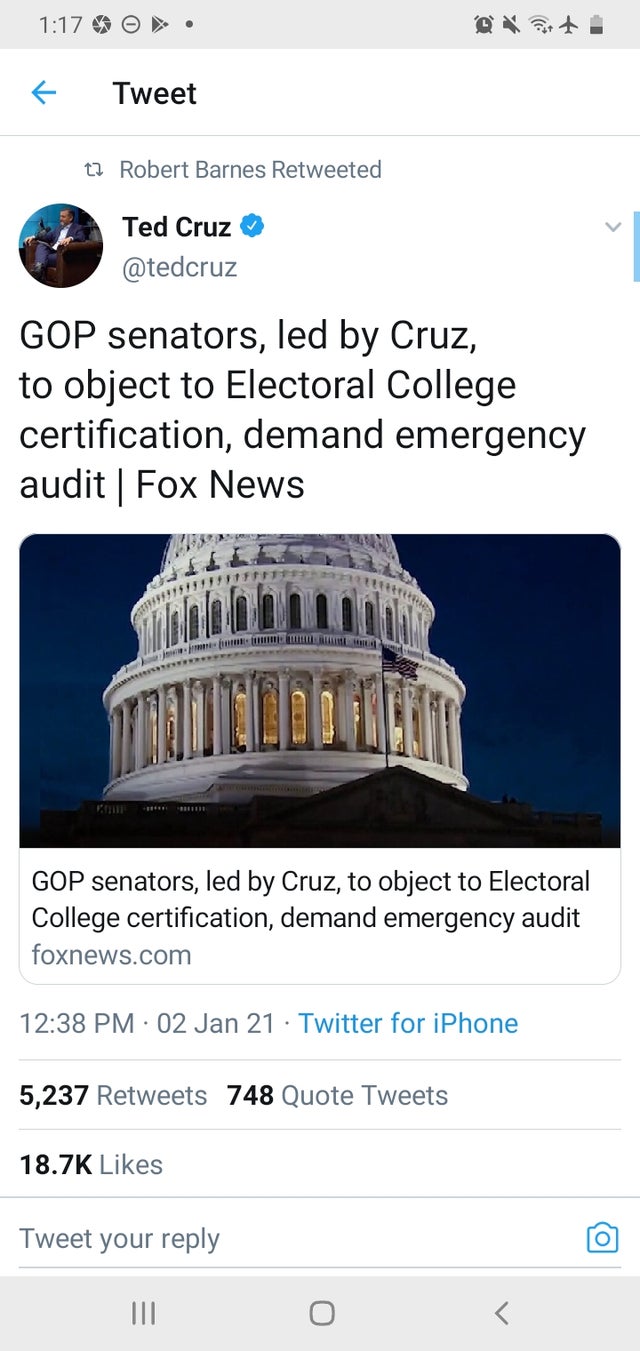 1:17
Tweet
Robert Barnes Retweeted
Ted Cruz
@tedcruz
GOP senators, led by Cruz,
to object to Electoral College
certification, demand emergency
audit | Fox News
GOP senators, led by Cruz, to object to Electoral
College certification, demand emergency audit
foxnews.com
12:38 PM · 02 Jan 21 · Twitter for iPhone
5,237 Retweets 748 Quote Tweets
18.7K Likes
Tweet your reply